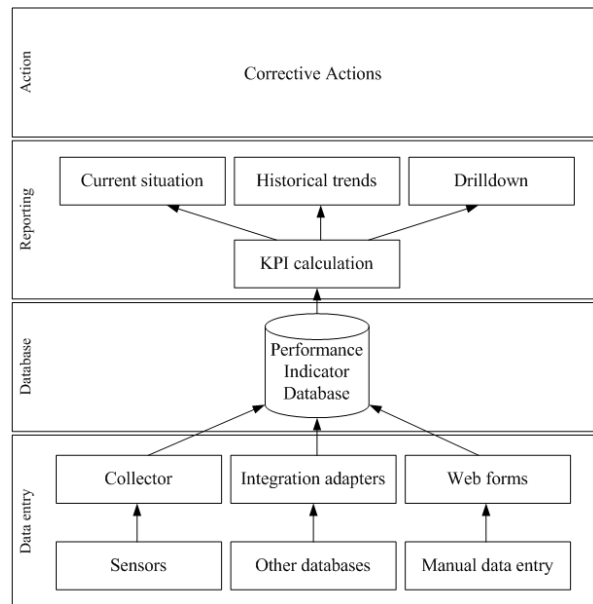 Action
Corrective Actions
Reporting
Current situation
Historical trends
Drilldown
KPI calculation
Database
Performance
Indicator
Database
Data entry
Collector
Integration adapters
Web forms
Sensors
Other databases
Manual data entry